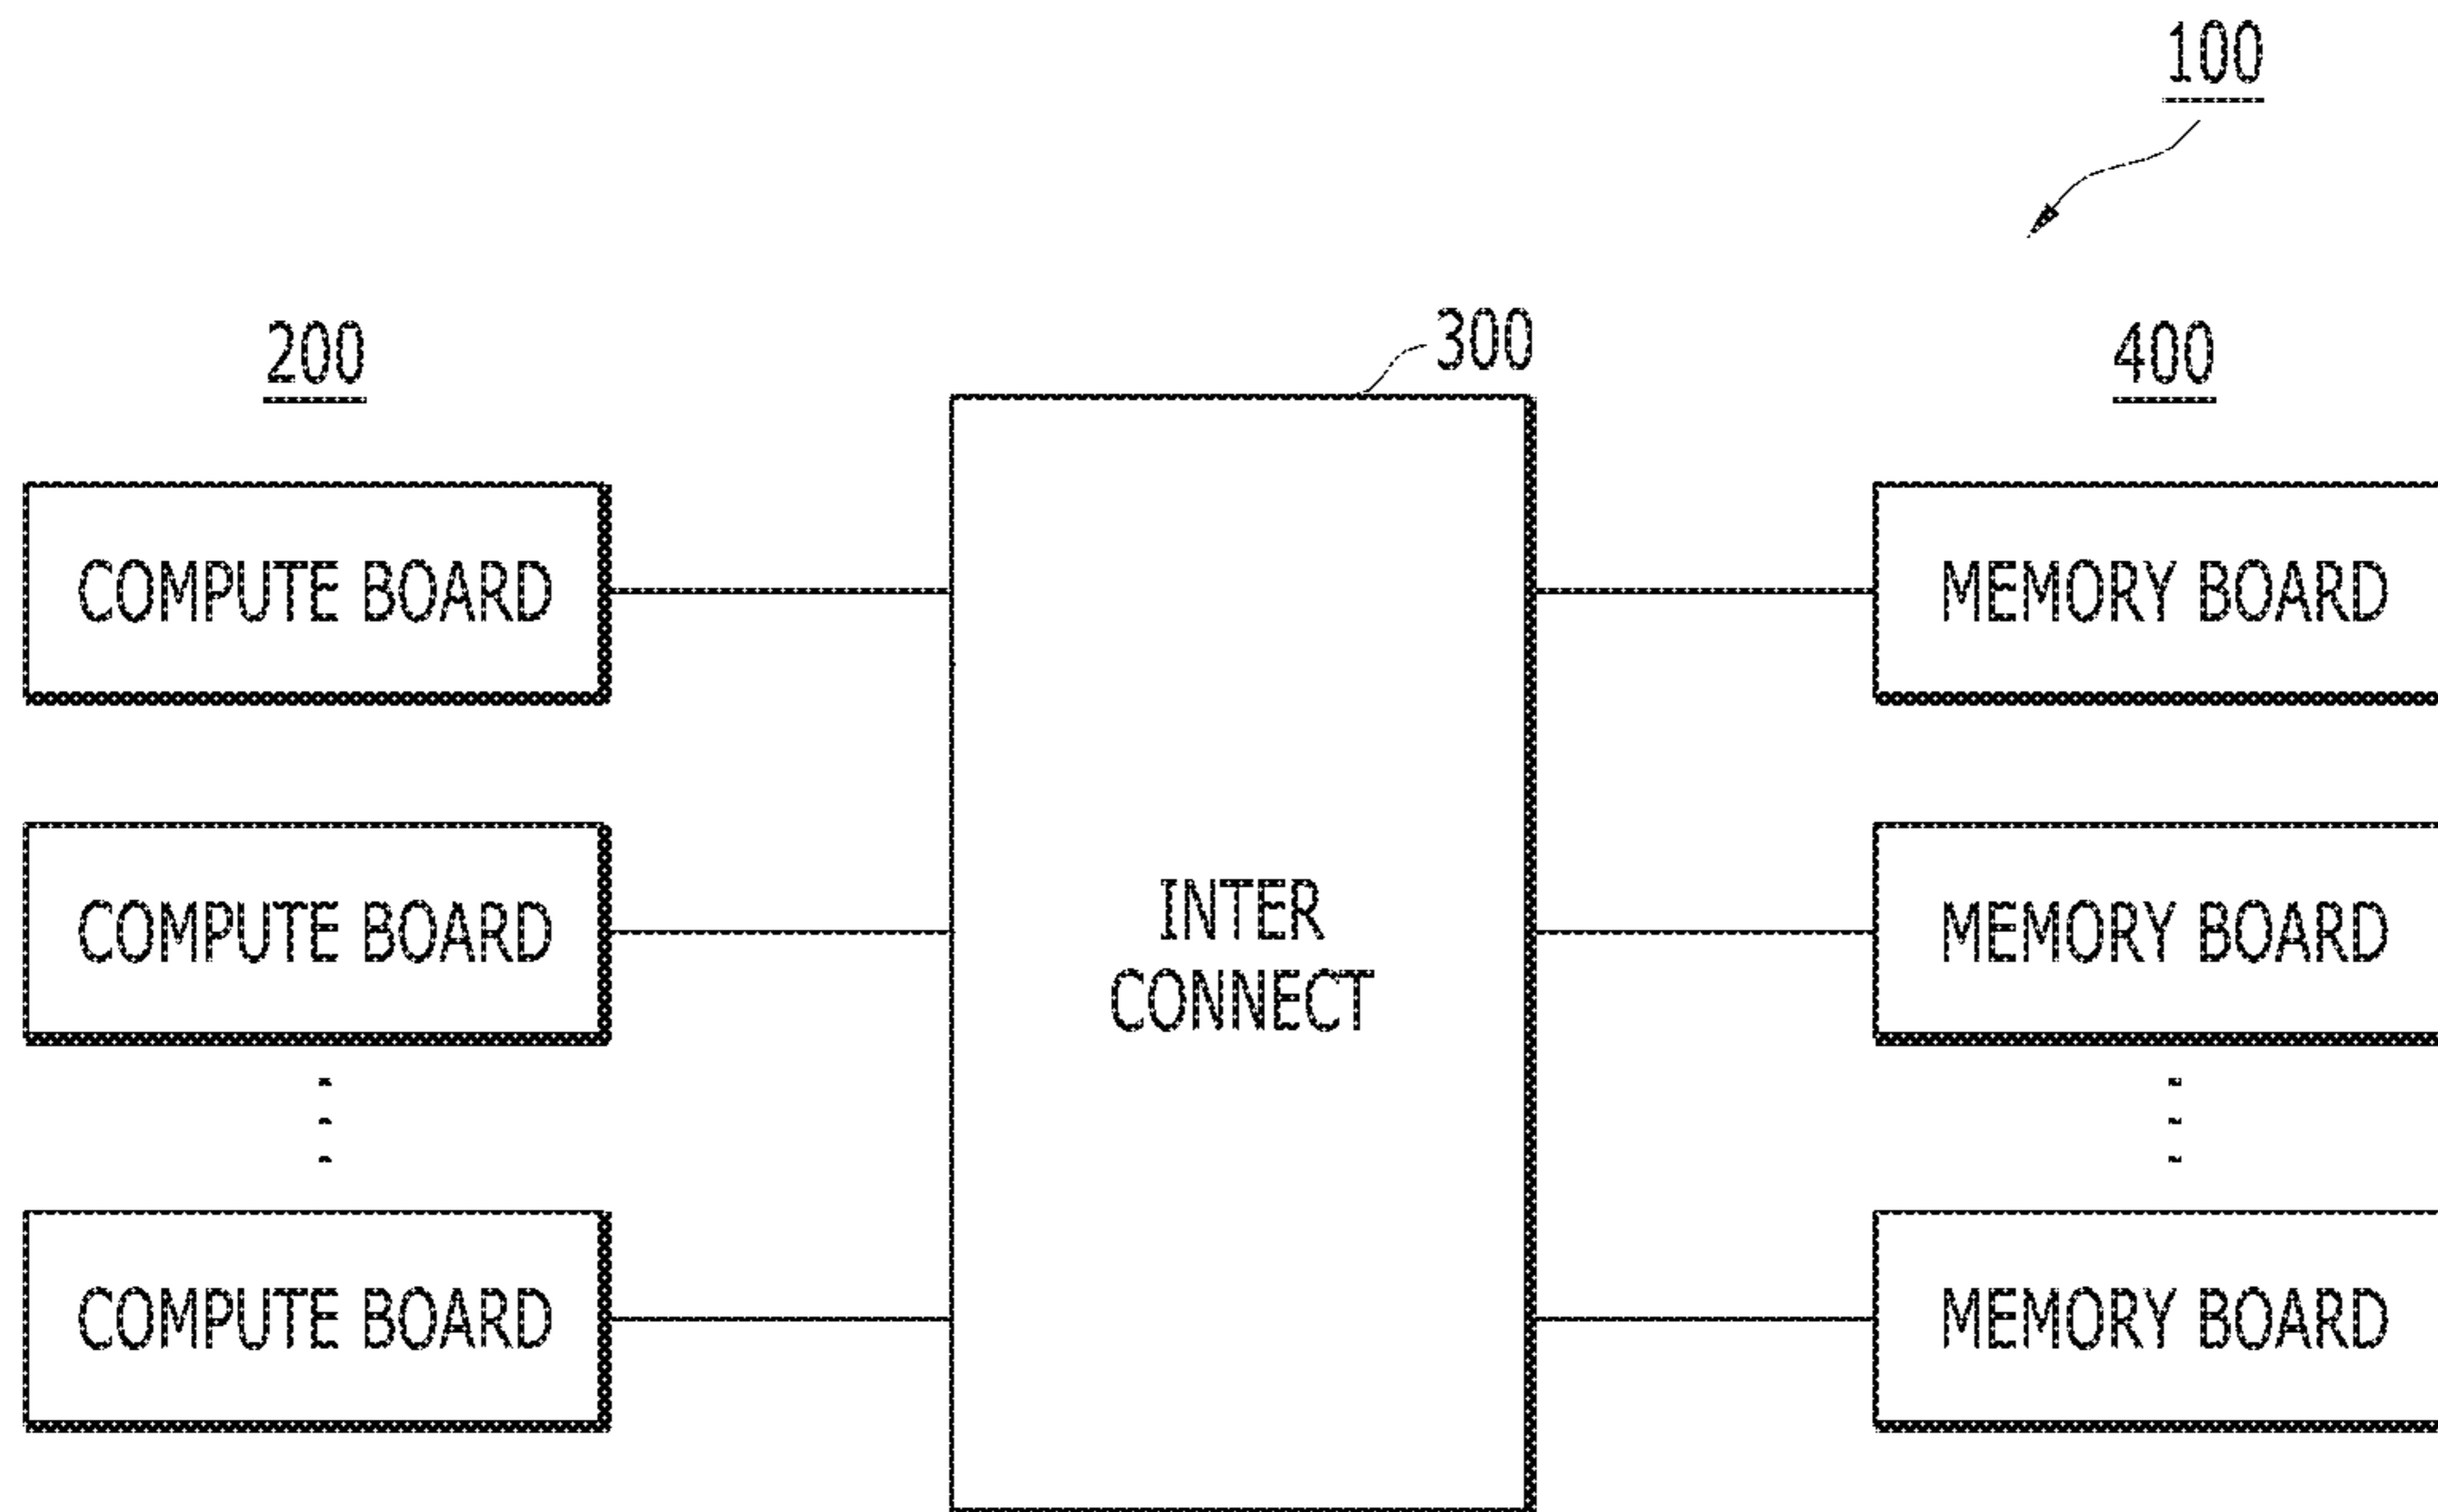 100
200
300
400
COMPUTE BOARD
MEMORY BOARD
COMPUTE BOARD
INTER
CONNECT
MEMORY BOARD
COMPUTE BOARD
MEMORY BOARD